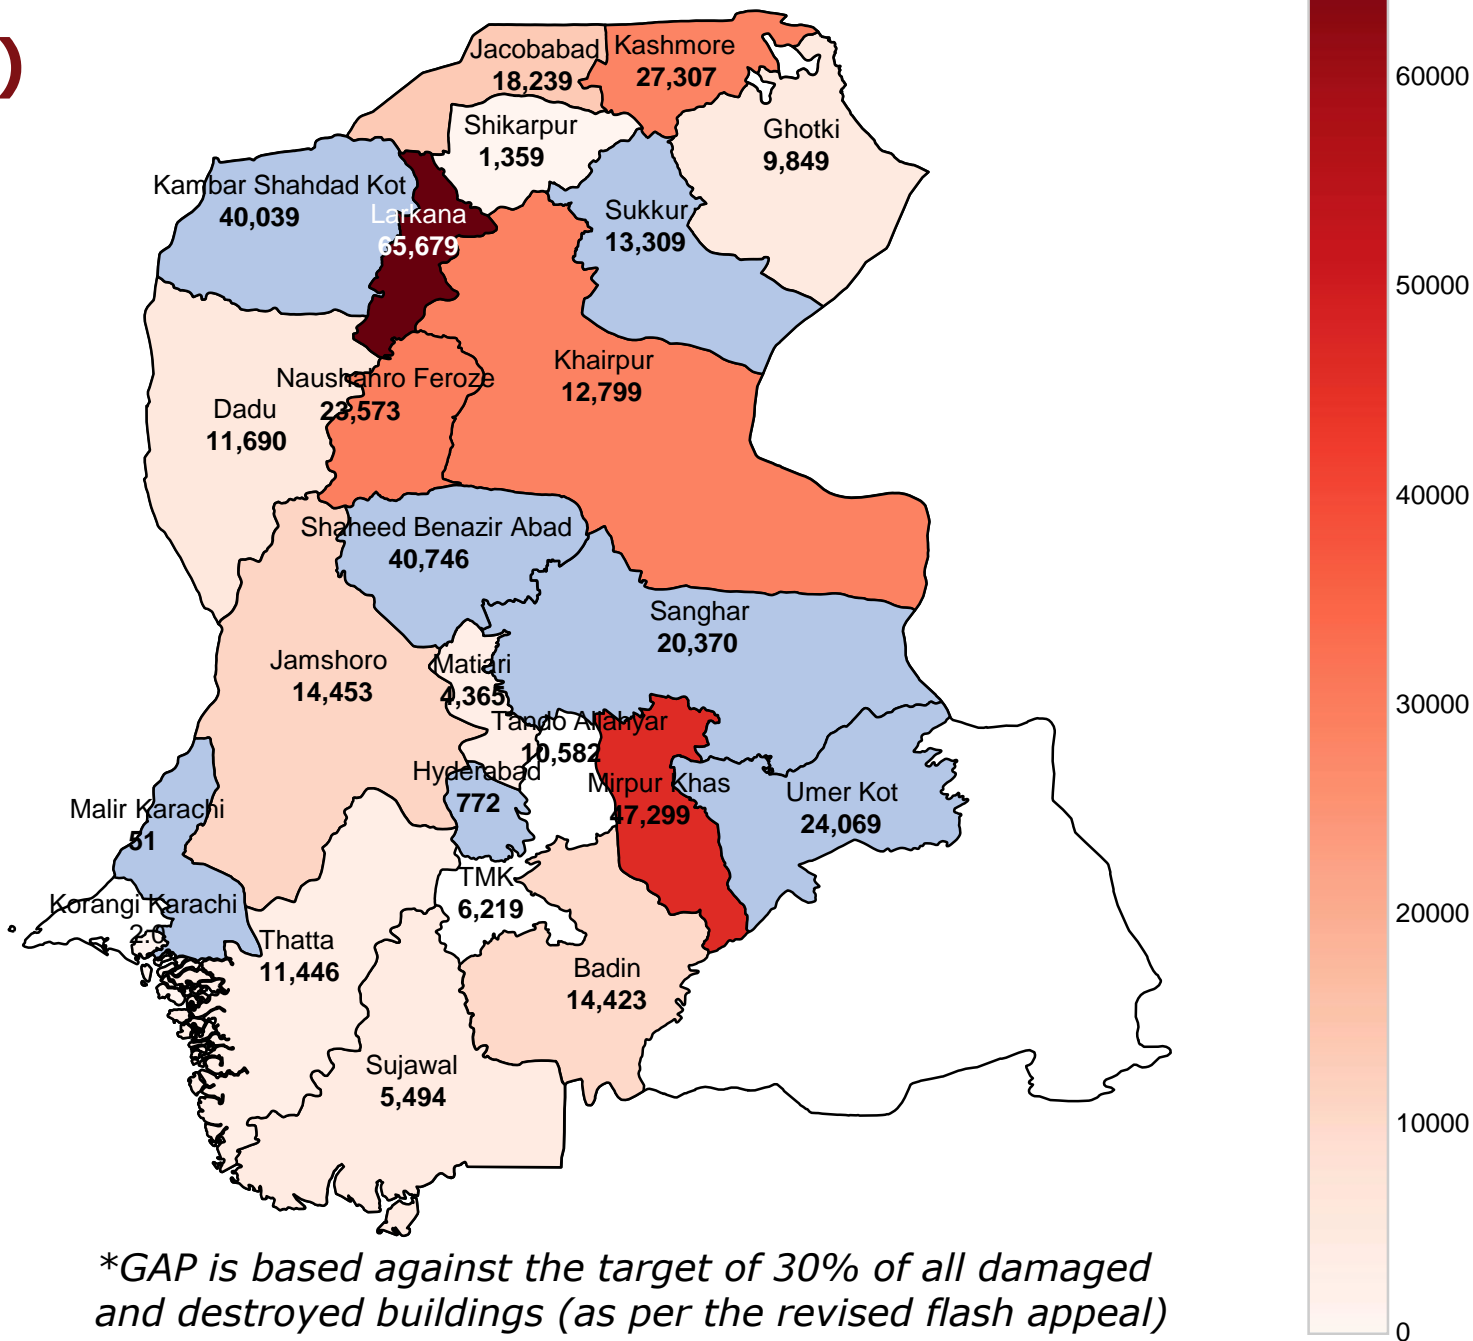 )
Jacobabad
18,239
Kashmore
27,307
Shikarpur
1,359
Ghotki
9,849
Kambar Shahdad Kot
40,039
Larkana
65,679
Sukkur
13,309
Khairpur
12,799
Naushahro Feroze
23,573
Dadu
11,690
Shaheed Benazir Abad
40,746
Sanghar
20,370
Jamshoro
14,453
Matiari
4,365
Tando Allahyar
10,582
Hyderabad
772
Mirpur Khas
47,299
Umer Kot
24,069
Malir Karachi
51
TMK
6,219
Korangi Karachi
2.0
Thatta
11,446
Badin
14,423
Sujawal
5,494
60000
50000
40000
30000
20000
10000
0
*GAP is based against the target of 30% of all damaged
and destroyed buildings (as per the revised flash appeal)